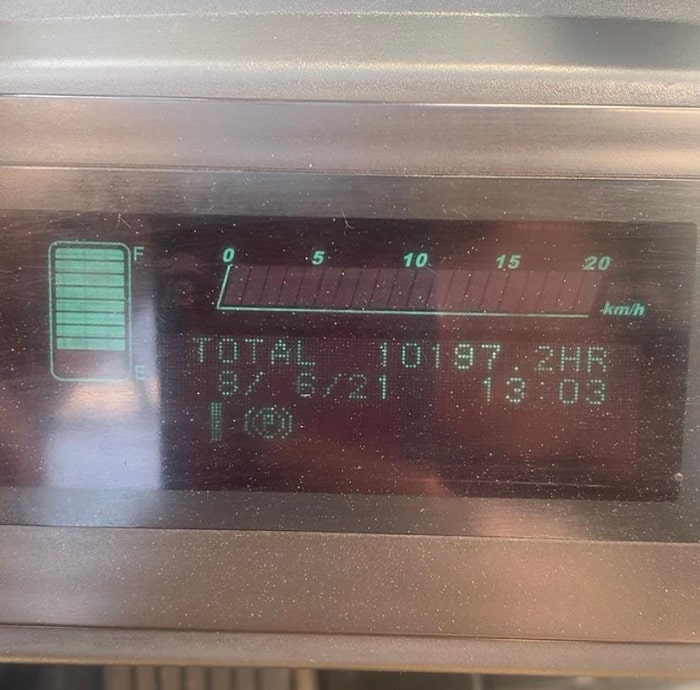 F
0 5 10 15 20
km/h
TOTAL 10197.2HR
E
8/ 6/21 13:03
(P)